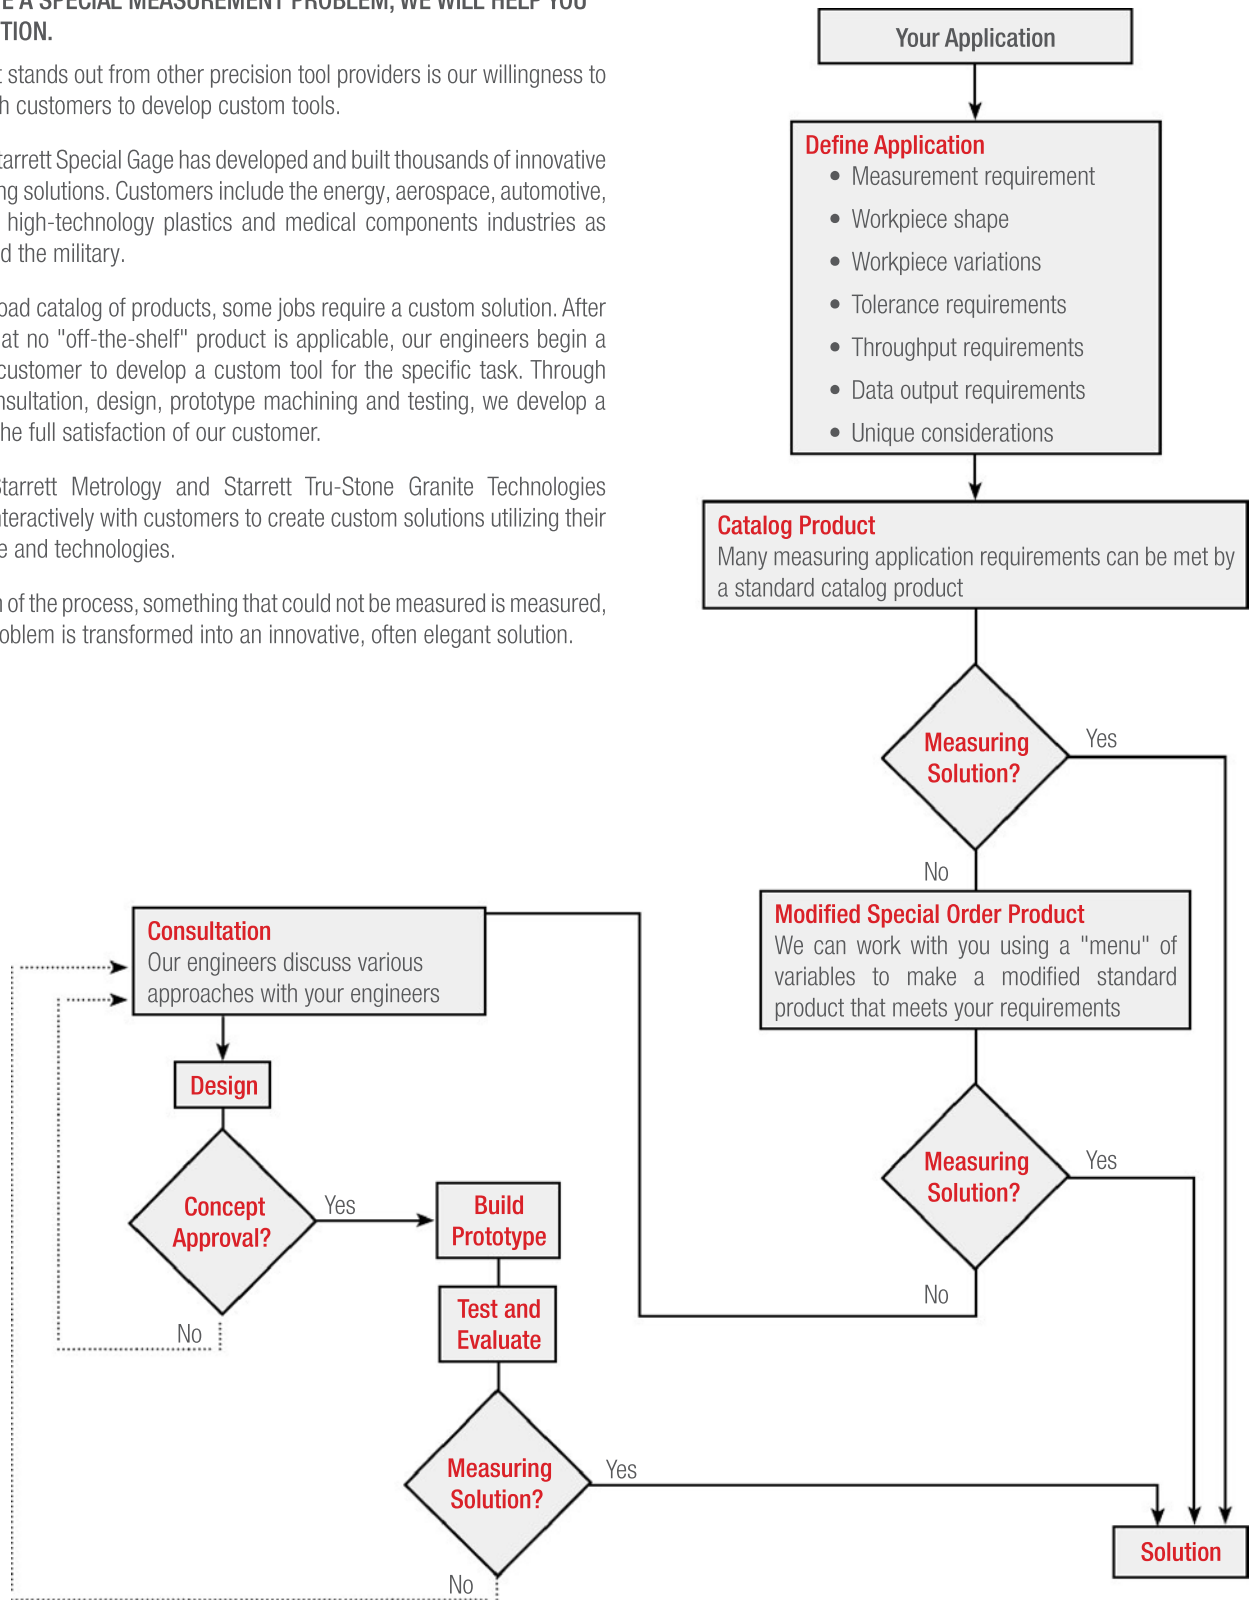 E A SPECIAL MEASUREMENT PROBLEM, WE WILL HELP YOU
TION.
t stands out from other precision tool providers is our willingness to
h customers to develop custom tools.
tarrett Special Gage has developed and built thousands of innovative
ng solutions. Customers include the energy, aerospace, automotive,
high-technology plastics and medical components industries as
d the military.
oad catalog of products, some jobs require a custom solution. After
at no "off-the-shelf" product is applicable, our engineers begin a
customer to develop a custom tool for the specific task. Through
nsultation, design, prototype machining and testing, we develop a
he full satisfaction of our customer.
Starrett Metrology and Starrett Tru-Stone Granite Technologies
nteractively with customers to create custom solutions utilizing their
e and technologies.
n of the process, something that could not be measured is measured,
oblem is transformed into an innovative, often elegant solution.
Your Application
Define Application
• Measurement requirement
• Workpiece shape
• Workpiece variations
• Tolerance requirements
• Throughput requirements
• Data output requirements
• Unique considerations
Catalog Product
Many measuring application requirements can be met by
a standard catalog product
Measuring
Solution?
Yes
No
Modified Special Order Product
We can work with you using a "menu" of
variables to make a modified standard
product that meets your requirements
Measuring
Solution?
Yes
No
Consultation
Our engineers discuss various
approaches with your engineers
Design
Concept
Approval?
Yes
No
Build
Prototype
Test and
Evaluate
Measuring
Solution?
Yes
No
Solution